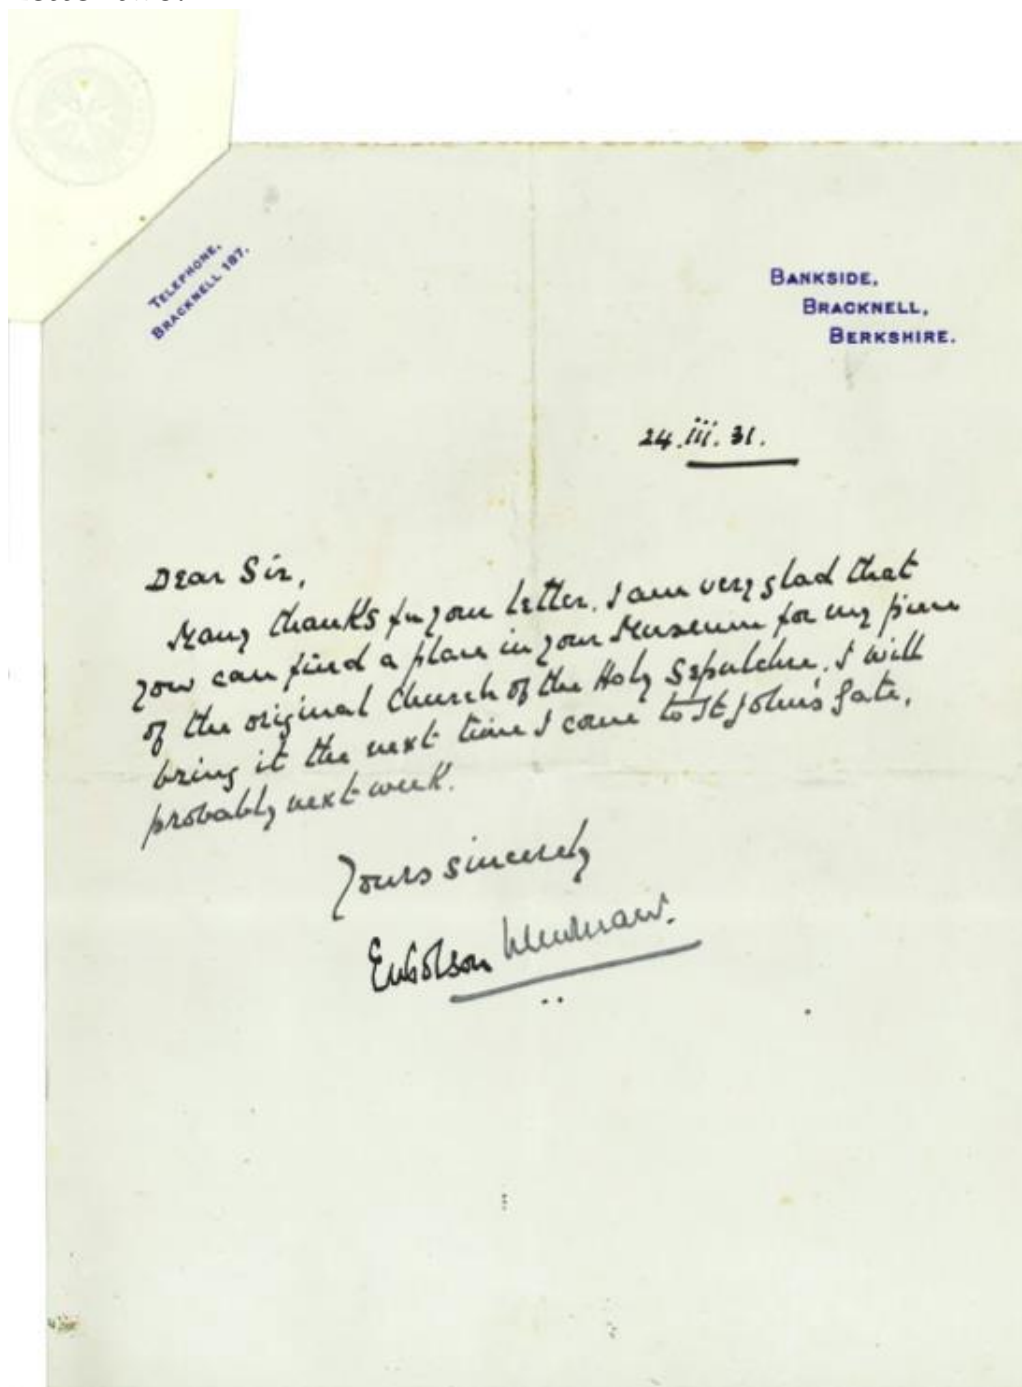 TELEPHONE,
BRACKNELL 197.
BANKSIDE,
BRACKNELL,
BERKSHIRE.
24.iii.31.
Dear Sir,
Many thanks for your letter. I am very glad that
you can find a place in your Museum for my piece
of the original Church of the Holy Sepulchre. I will
bring it the next time I come to St John's Gate,
probably next week.
Yours sincerely